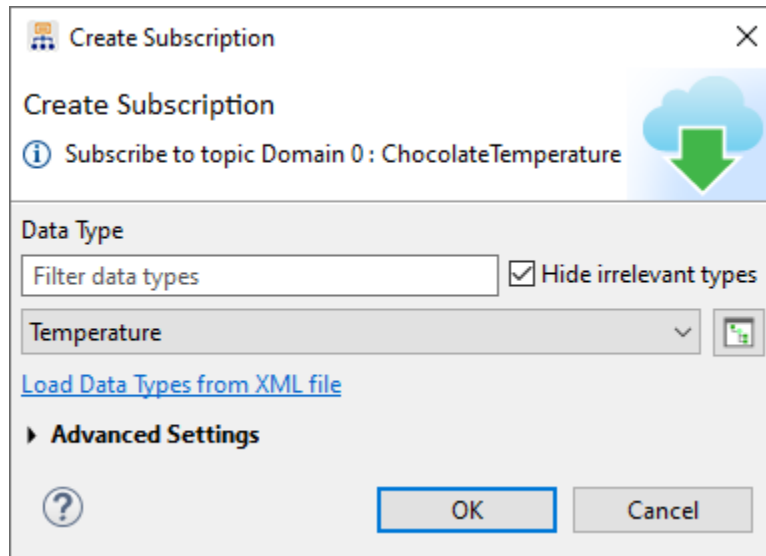 Create Subscription
Create Subscription
Subscribe to topic Domain 0 : ChocolateTemperature
Data Type
Filter data types
Hide irrelevant types
Temperature
Load Data Types from XML file
Advanced Settings
OK
Cancel